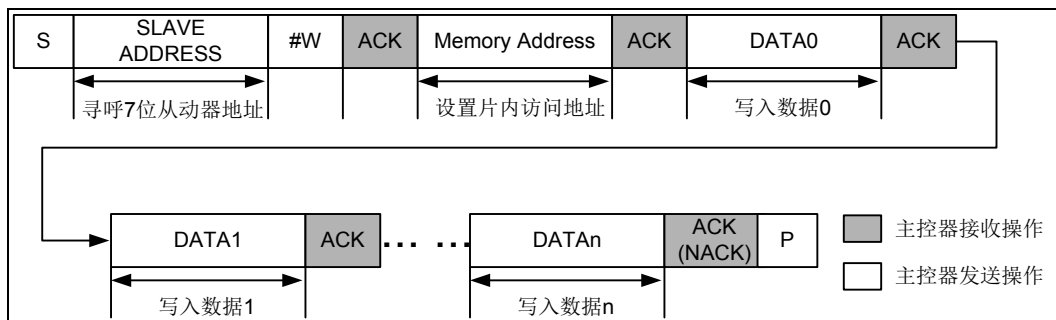 S SLAVE ADDRESS #W ACK Memory Address ACK DATA0 ACK
寻呼7位从动器地址 设置片内访问地址 写入数据0
DATA1 ACK ... ... DATAn ACK (NACK) P
写入数据1 写入数据n
主控器接收操作
主控器发送操作